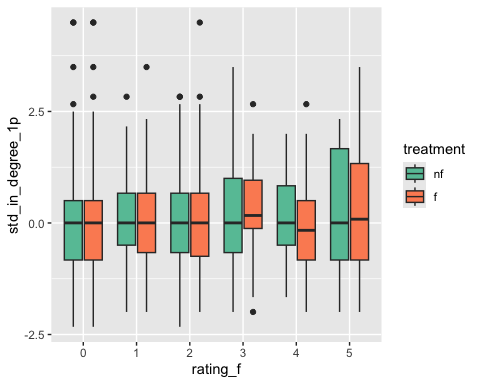 std_in_degree_1p
2.5
0.0
-2.5
0 1 2 3 4 5
rating_f
treatment
nf
f